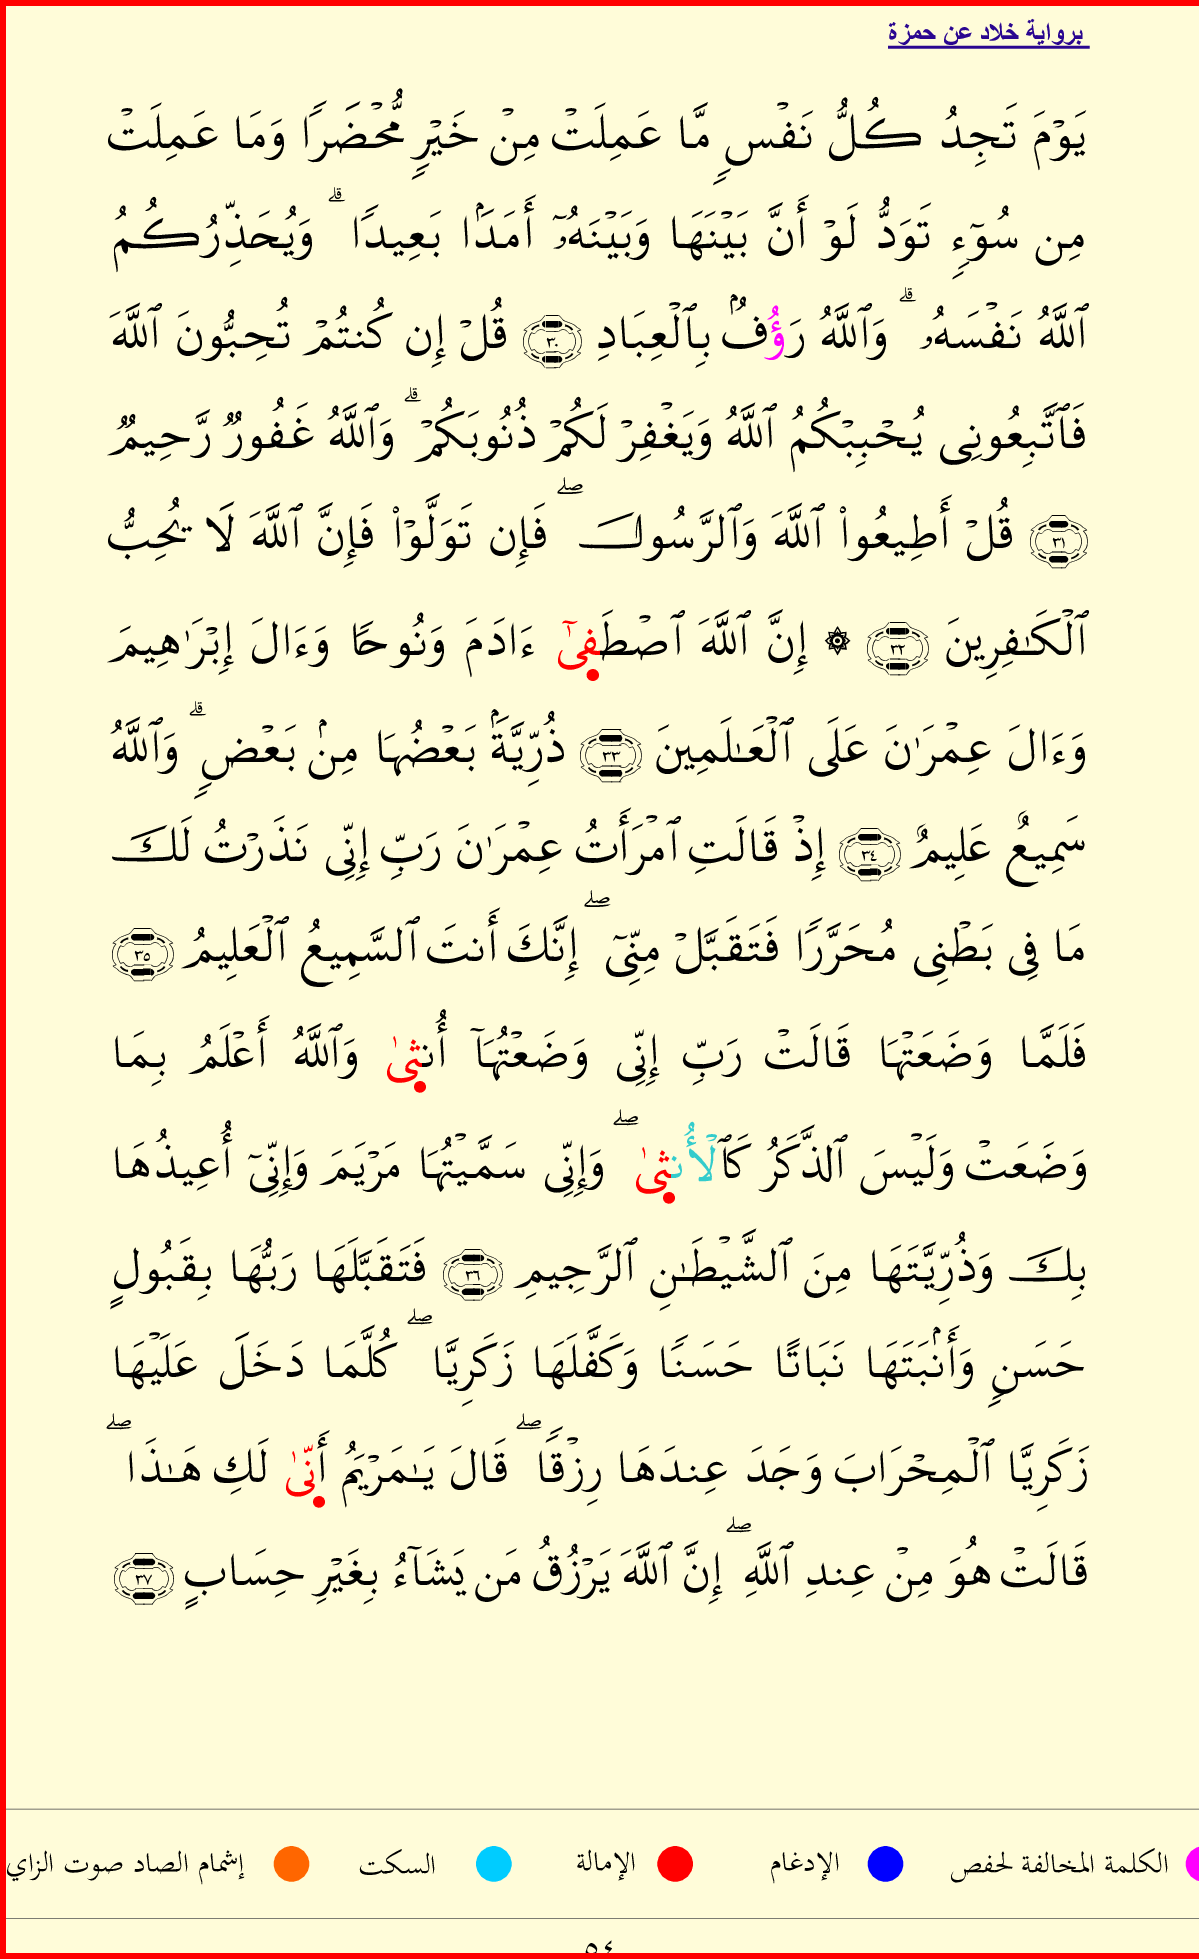 برواية خلاد عن حمزة
يَوْمَ تَجِدُ كُلُّ نَفْسٍ مَّا عَمِلَتْ مِنْ خَيْرٍ مُّحْضَرًا وَمَا عَمِلَتْ
مِن سُوٓءٍ تَوَدُّ لَوْ أَنَّ بَيْنَهَا وَبَيْنَهُۥٓ أَمَدَۢا بَعِيدًا ۗ وَيُحَذِّرُكُمُ
ٱللَّهُ نَفْسَهُۥ ۗ وَٱللَّهُ رَؤُفُۢ بِٱلْعِبَادِ ٣٠ قُلْ إِن كُنتُمْ تُحِبُّونَ ٱللَّهَ
فَٱتَّبِعُونِى يُحْبِبْكُمُ ٱللَّهُ وَيَغْفِرْ لَكُمْ ذُنُوبَكُمْ ۗ وَٱللَّهُ غَفُورٌ رَّحِيمٌ
٣١ قُلْ أَطِيعُوا۟ ٱللَّهَ وَٱلرَّسُولَ ۖ فَإِن تَوَلَّوْا۟ فَإِنَّ ٱللَّهَ لَا يُحِبُّ
ٱلْكَـٰفِرِينَ ٣٢ ۞ إِنَّ ٱللَّهَ ٱصْطَفِىٓ ءَادَمَ وَنُوحًا وَءَالَ إِبْرَٰهِيمَ
وَءَالَ عِمْرَٰنَ عَلَى ٱلْعَـٰلَمِينَ ٣٣ ذُرِّيَّةَۢ بَعْضُهَا مِنۢ بَعْضٍ ۗ وَٱللَّهُ
سَمِيعٌ عَلِيمٌ ٣٤ إِذْ قَالَتِ ٱمْرَأَتُ عِمْرَٰنَ رَبِّ إِنِّى نَذَرْتُ لَكَ
مَا فِى بَطْنِى مُحَرَّرًا فَتَقَبَّلْ مِنِّىٓ ۖ إِنَّكَ أَنتَ ٱلسَّمِيعُ ٱلْعَلِيمُ ٣٥
فَلَمَّا وَضَعَتْهَا قَالَتْ رَبِّ إِنِّى وَضَعْتُهَآ أُنثِىٰ وَٱللَّهُ أَعْلَمُ بِمَا
وَضَعَتْ وَلَيْسَ ٱلذَّكَرُ كَٱلْأُنثِىٰ ۖ وَإِنِّى سَمَّيْتُهَا مَرْيَمَ وَإِنِّىٓ أُعِيذُهَا
بِكَ وَذُرِّيَّتَهَا مِنَ ٱلشَّيْطَـٰنِ ٱلرَّجِيمِ ٣٦ فَتَقَبَّلَهَا رَبُّهَا بِقَبُولٍ
حَسَنٍ وَأَنۢبَتَهَا نَبَاتًا حَسَنًا وَكَفَّلَهَا زَكَرِيَّا ۖ كُلَّمَا دَخَلَ عَلَيْهَا
زَكَرِيَّا ٱلْمِحْرَابَ وَجَدَ عِندَهَا رِزْقًا ۖ قَالَ يَـٰمَرْيَمُ أَنِّىٰ لَكِ هَـٰذَا ۖ
قَالَتْ هُوَ مِنْ عِندِ ٱللَّهِ ۖ إِنَّ ٱللَّهَ يَرْزُقُ مَن يَشَآءُ بِغَيْرِ حِسَابٍ ٣٧
الكلمة المخالفة لحفص الإدغام الإمالة السكت إشمام الصاد صوت الزاي
٥٤